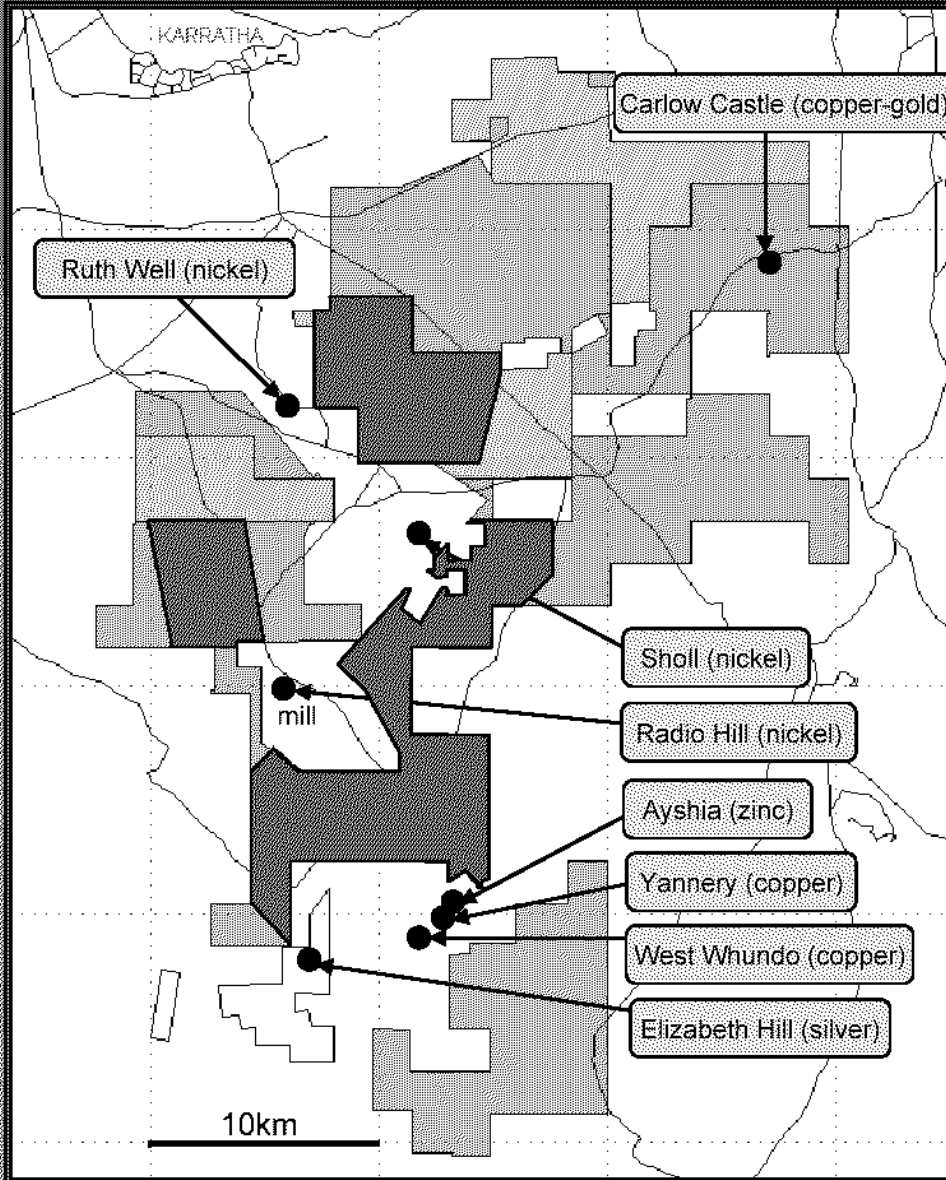 KARRATHA
Carlow Castle (copper-gold)
Ruth Well (nickel)
Sholl (nickel)
mill
Radio Hill (nickel)
Ayshia (zinc)
Yannery (copper)
West Whundo (copper)
Elizabeth Hill (silver)
10km